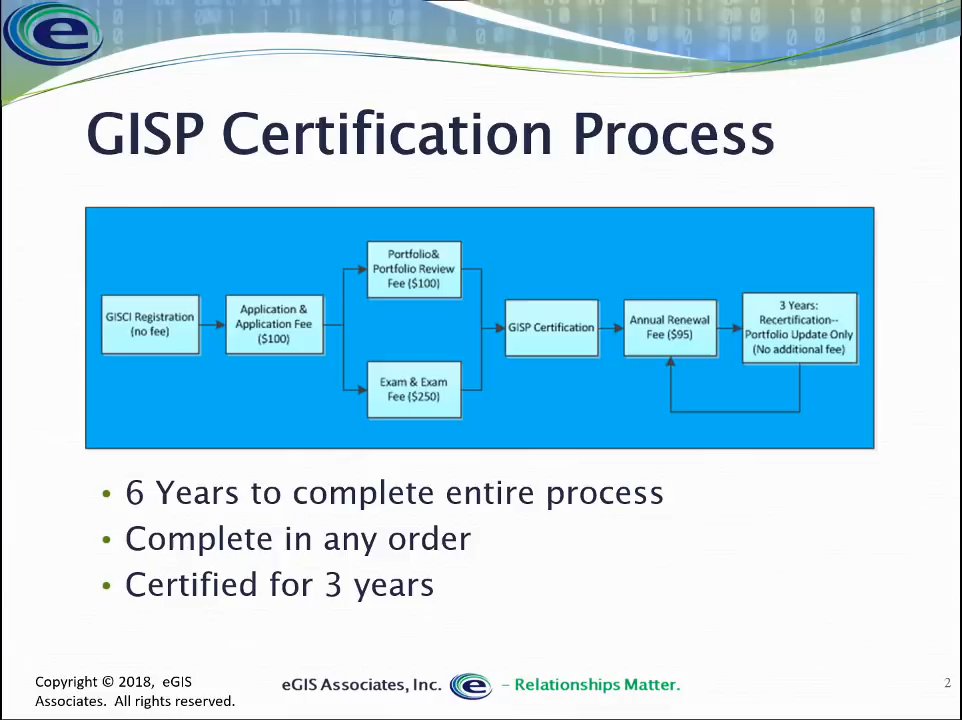 GISP Certification Process
GISCI Registration
(no fee)
Application &
Application Fee
($100)
Portfolio&
Portfolio Review
Fee ($100)
Exam & Exam
Fee ($250)
GISP Certification
Annual Renewal
Fee ($95)
3 Years:
Recertification--
Portfolio Update Only
(No additional fee)
• 6 Years to complete entire process
• Complete in any order
• Certified for 3 years
Copyright © 2018, eGIS
Associates. All rights reserved.
eGIS Associates, Inc. e – Relationships Matter.
2